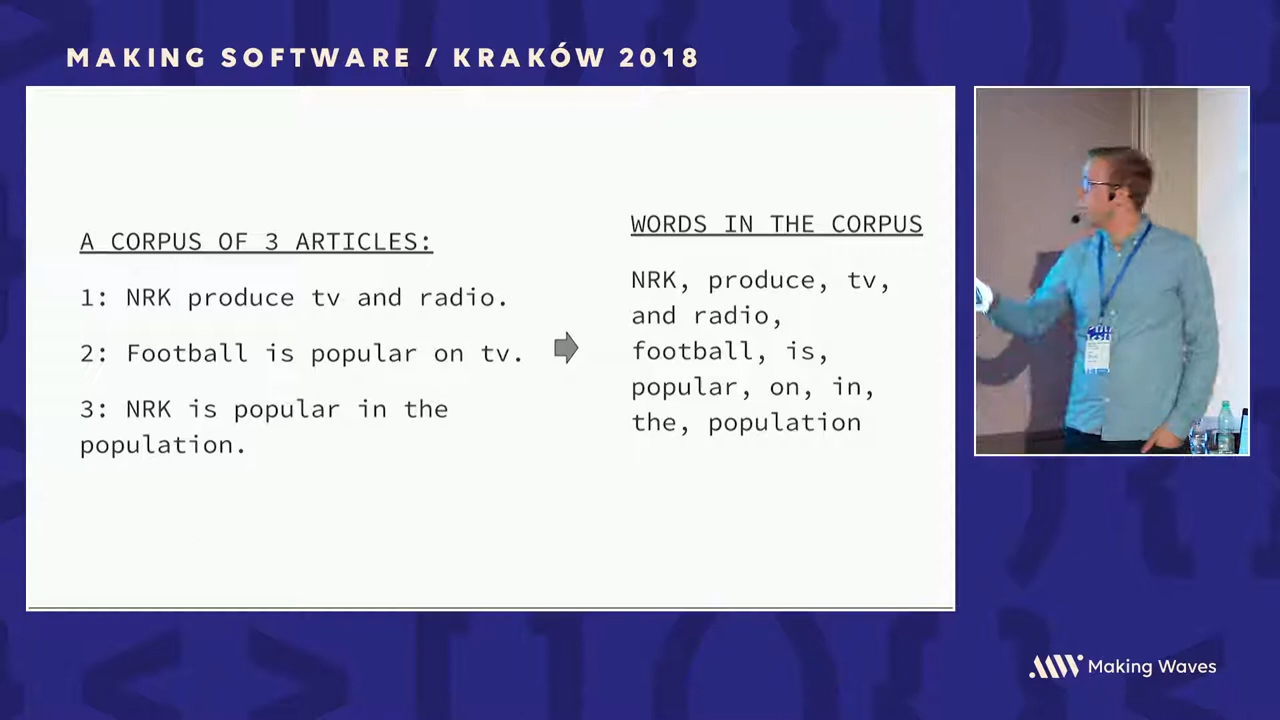 MAKING SOFTWARE / KRAKÓW 2018
A CORPUS OF 3 ARTICLES:
1: NRK produce tv and radio.
2: Football is popular on tv.
3: NRK is popular in the
population.
WORDS IN THE CORPUS
NRK, produce, tv,
and radio,
football, is,
popular, on, in,
the, population
Making Waves